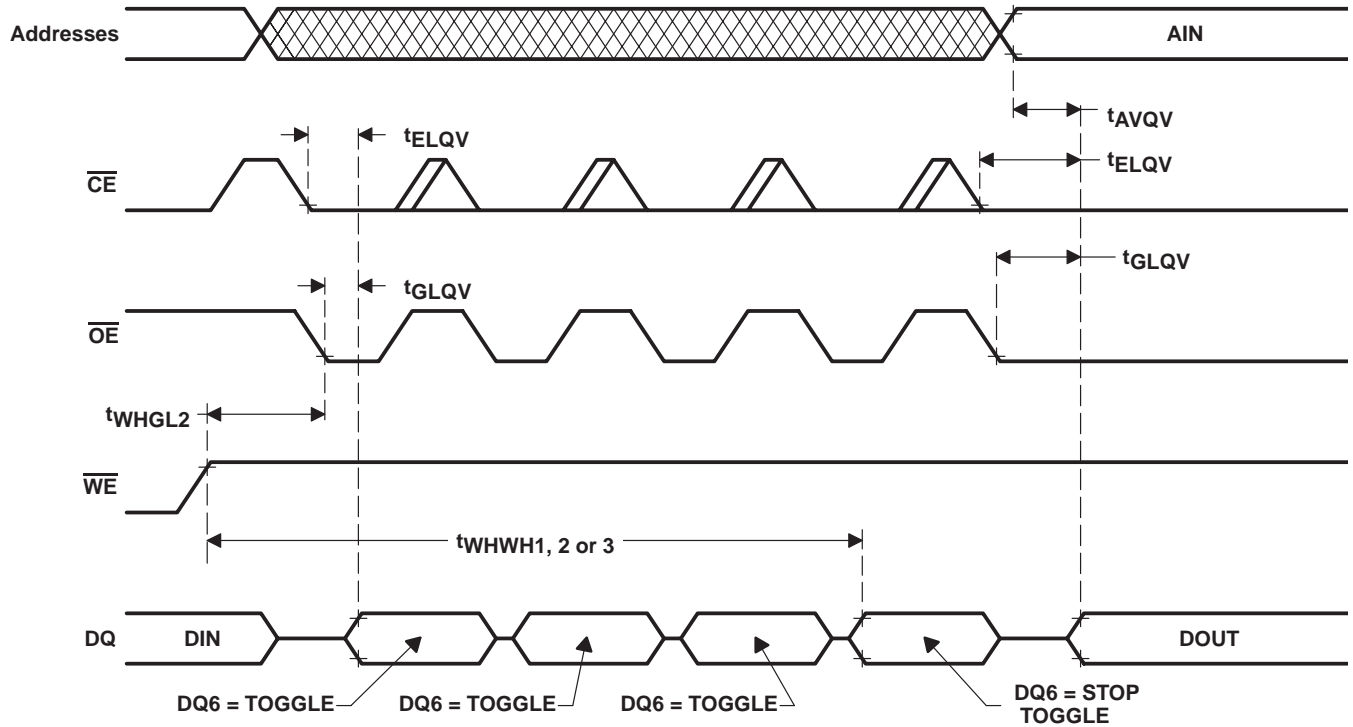 Addresses
AIN
tAVQV
tELQV
tELQV
CE
tGLQV
tGLQV
OE
tWHGL2
WE
tWHWH1, 2 or 3
DQ
DIN
DOUT
DQ6 = TOGGLE
DQ6 = TOGGLE
DQ6 = TOGGLE
DQ6 = STOP
TOGGLE